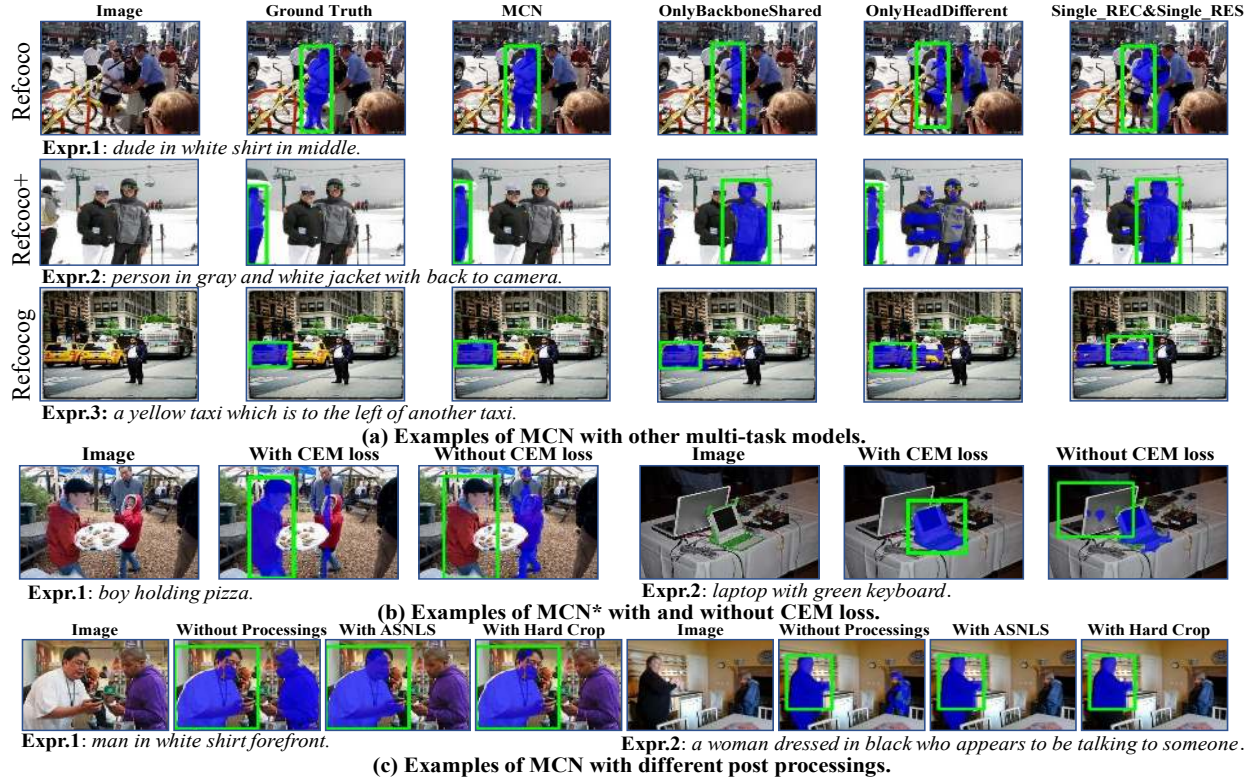 Image Ground Truth MCN OnlyBackboneShared OnlyHeadDifferent Single_REC&Single_RES
Refcoco
Expr.1: dude in white shirt in middle.
Refcoco+
Expr.2: person in gray and white jacket with back to camera.
Refcocog
Expr.3: a yellow taxi which is to the left of another taxi.
(a) Examples of MCN with other multi-task models.
Image With CEM loss Without CEM loss Image With CEM loss Without CEM loss
Expr.1: boy holding pizza. Expr.2: laptop with green keyboard.
(b) Examples of MCN* with and without CEM loss.
Image Without Processings With ASNLS With Hard Crop Image Without Processings With ASNLS With Hard Crop
Expr.1: man in white shirt forefront. Expr.2: a woman dressed in black who appears to be talking to someone.
(c) Examples of MCN with different post processings.